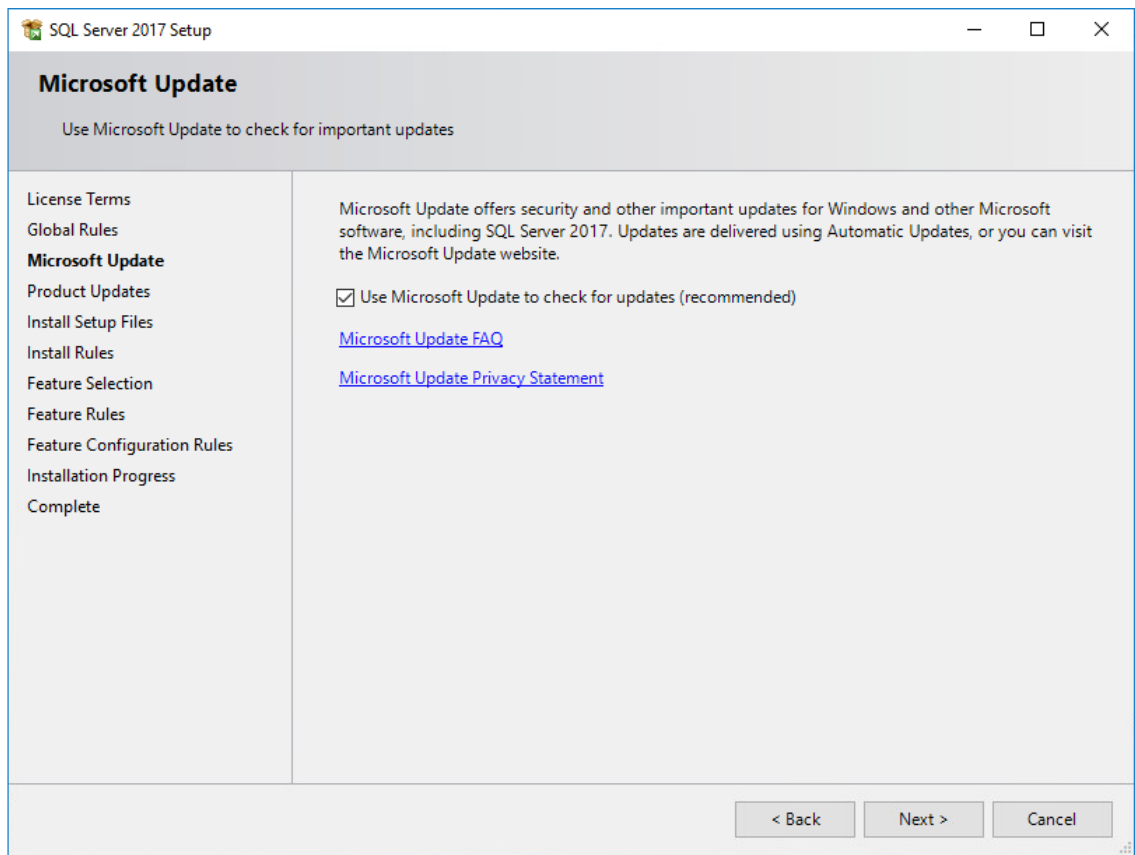 SQL Server 2017 Setup
Microsoft Update
Use Microsoft Update to check for important updates
License Terms
Global Rules
Microsoft Update
Product Updates
Install Setup Files
Install Rules
Feature Selection
Feature Rules
Feature Configuration Rules
Installation Progress
Complete
Microsoft Update offers security and other important updates for Windows and other Microsoft
software, including SQL Server 2017. Updates are delivered using Automatic Updates, or you can visit
the Microsoft Update website.
Use Microsoft Update to check for updates (recommended)
Microsoft Update FAQ
Microsoft Update Privacy Statement
< Back
Next >
Cancel